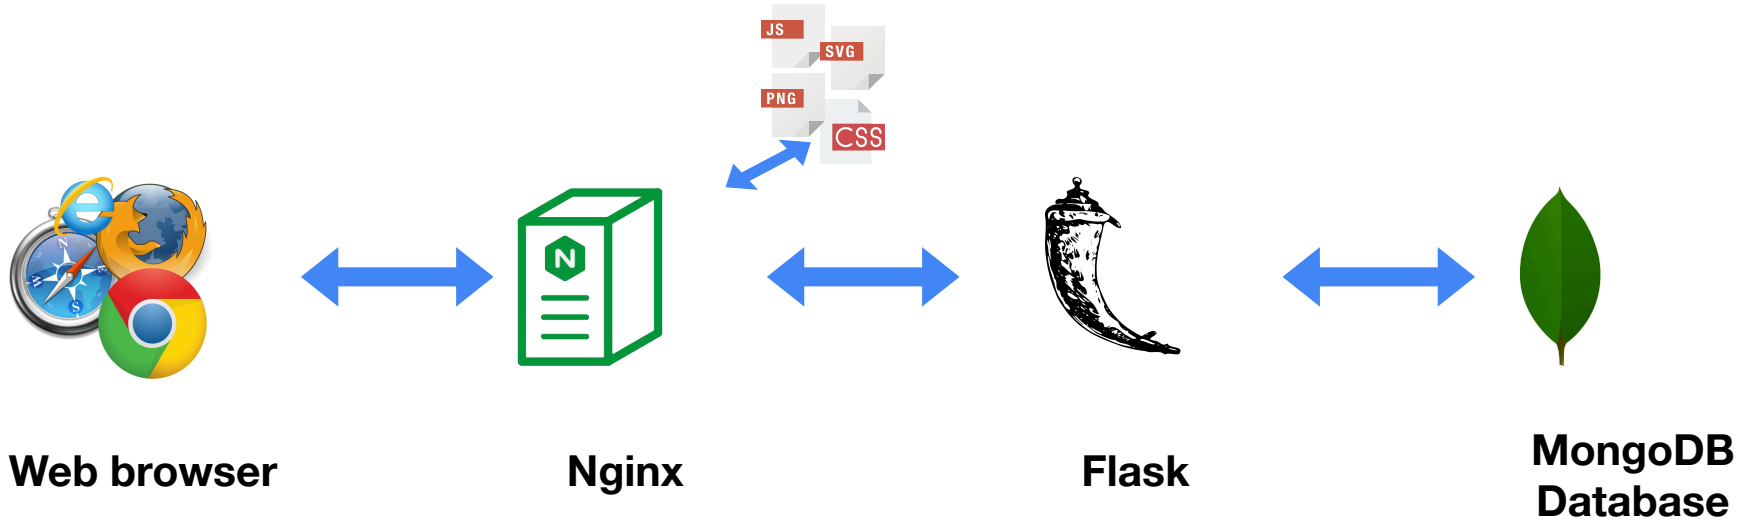 JS
SVG
PNG
CSS
N
W
E
S
N
Web browser
Nginx
Flask
MongoDB
Database